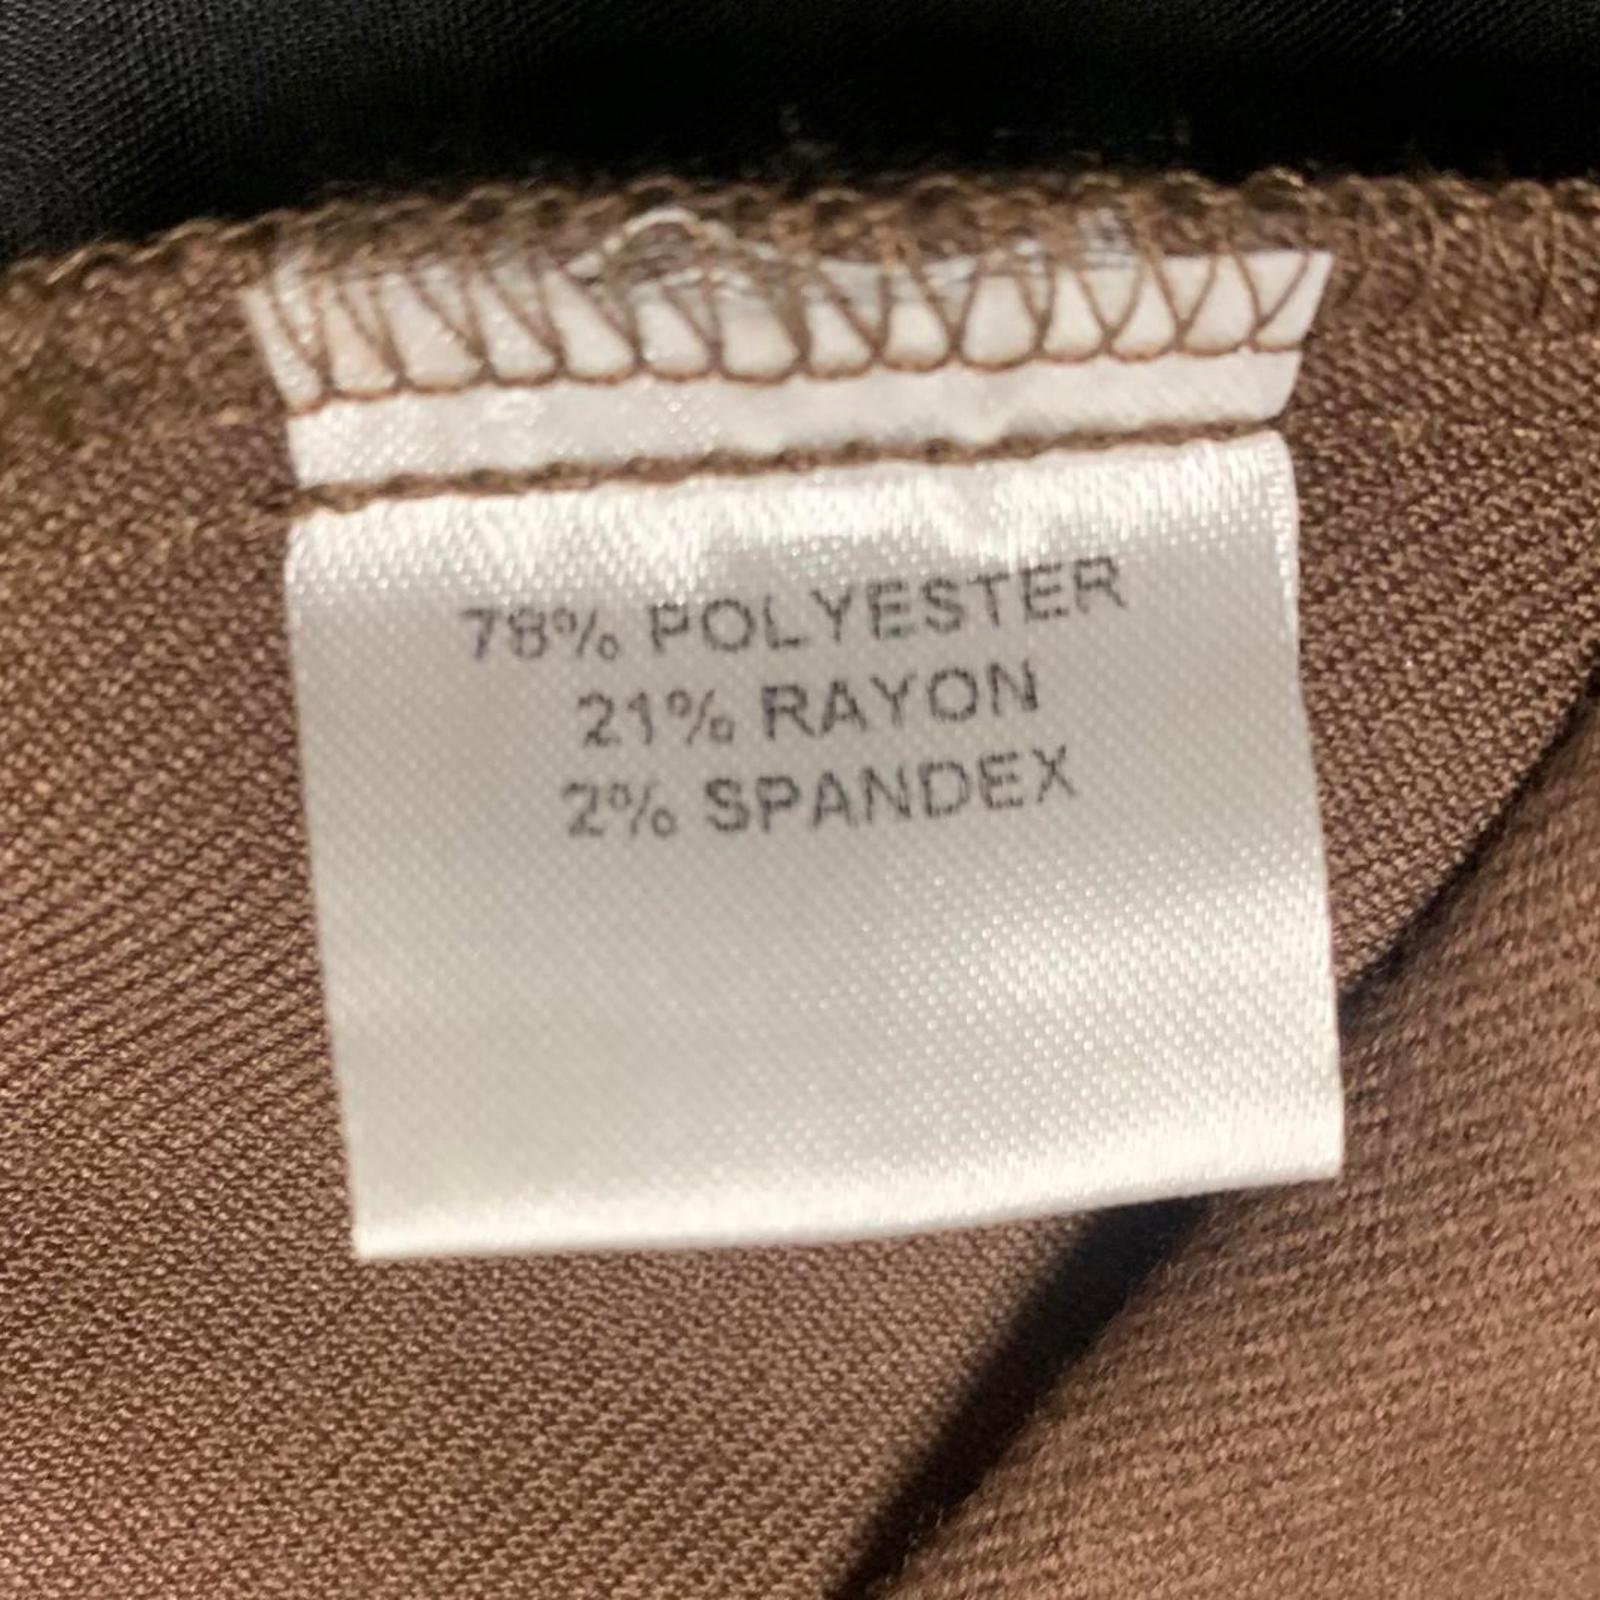 78% POLYESTER
21% RAYON
2% SPANDEX